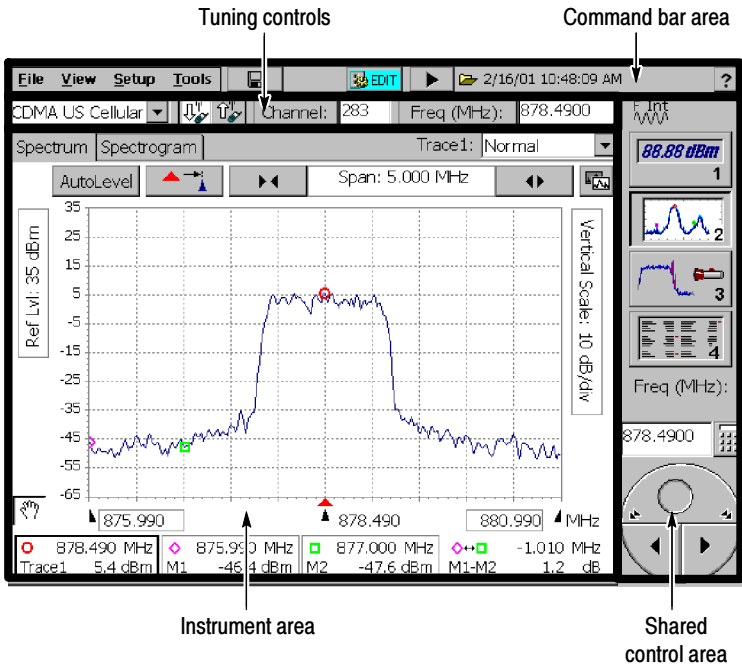 Tuning controls
Command bar area
File View Setup Tools EDIT 2/16/01 10:48:09 AM ?
CDMA US Cellular Channel: 283 Freq (MHz): 878.4900
F Int
Spectrum Spectrogram Trace1: Normal
88.88 dBm
1
AutoLevel Span: 5.000 MHz
2
3
4
Ref Lvl: 35 dBm
35
25
15
5
-5
-15
-25
-35
-45
-55
-65
Vertical Scale: 10 dB/div
Freq (MHz):
878.4900
875.990 878.490 880.990 MHz
878.490 MHz 875.990 MHz 877.000 MHz -1.010 MHz
Trace1 5.4 dBm M1 -46.4 dBm M2 -47.6 dBm M1-M2 1.2 dB
Instrument area
Shared
control area